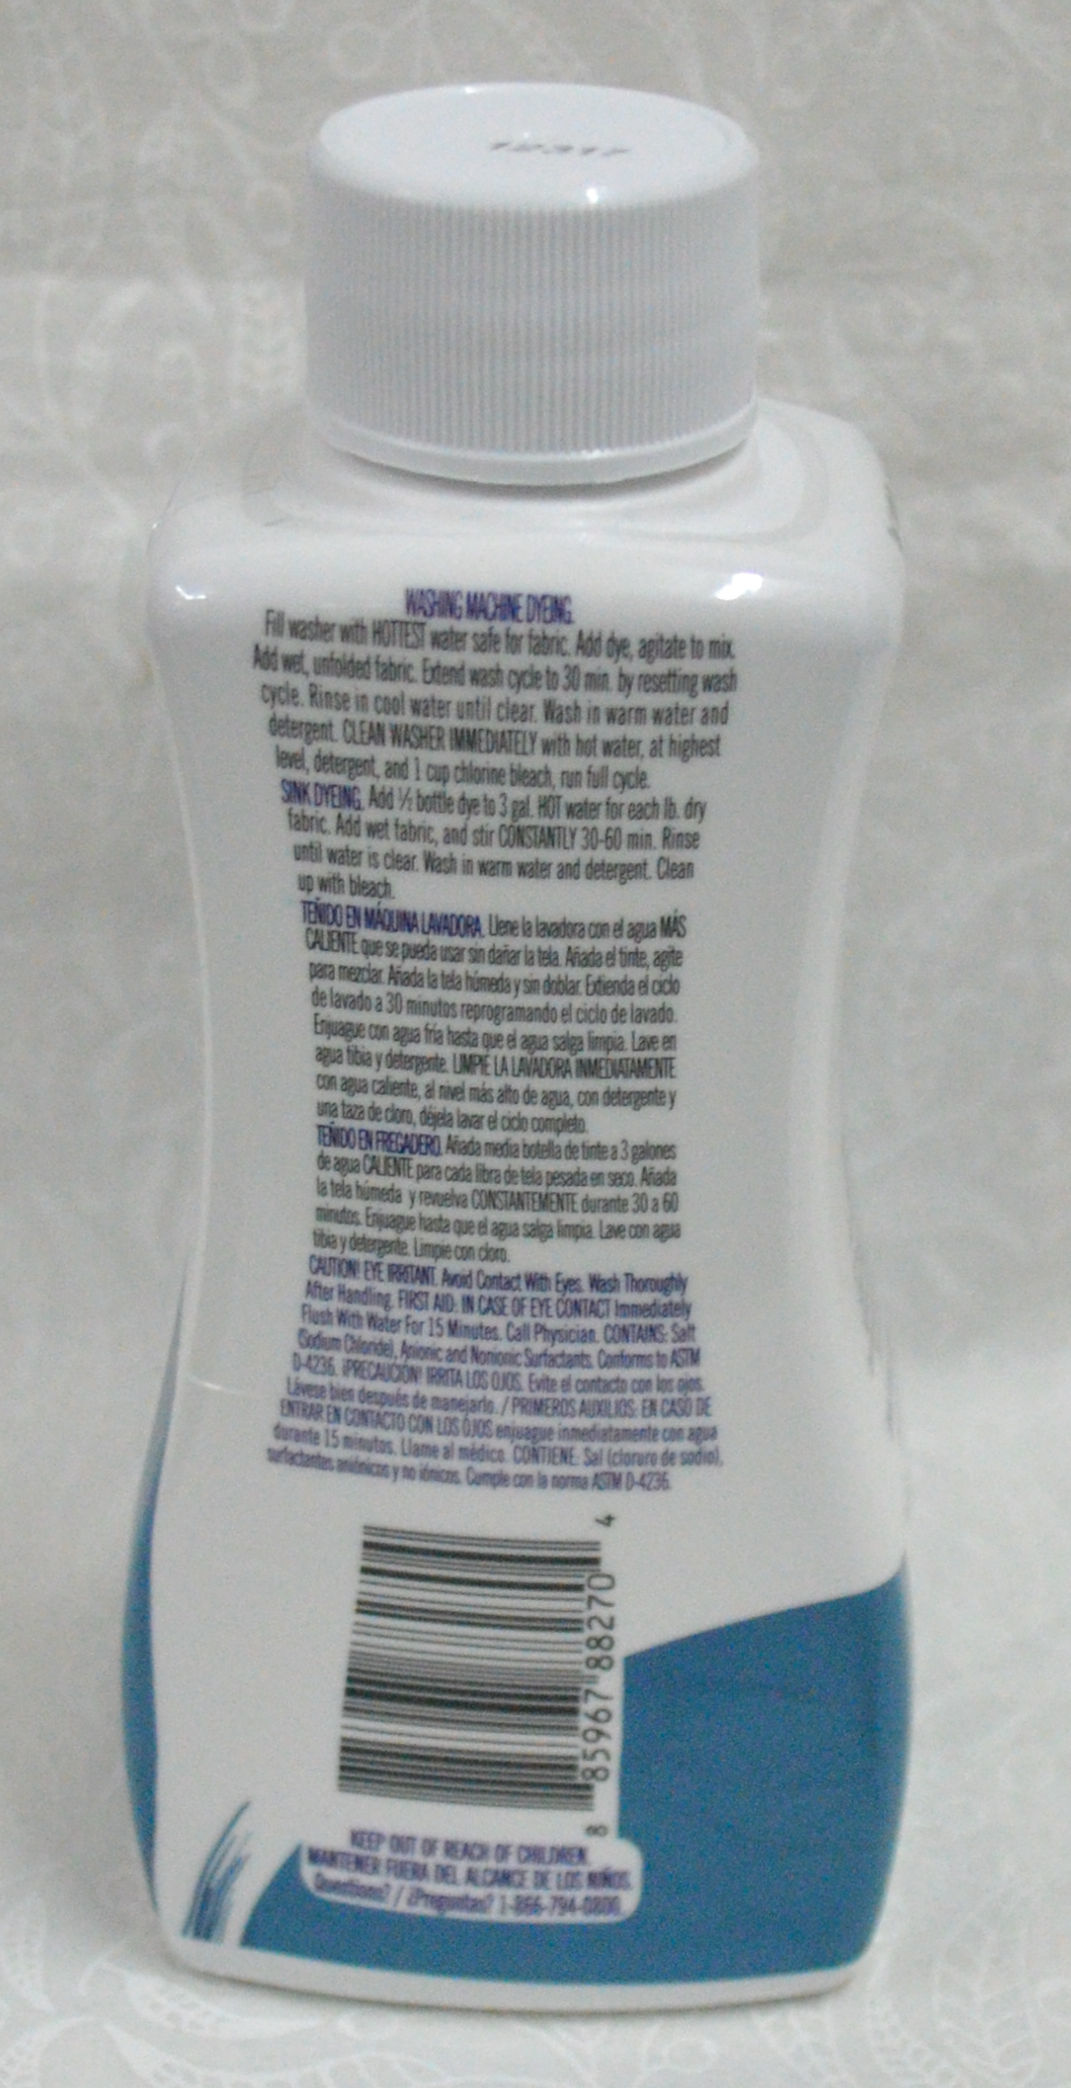 12317
WASHING MACHINE DYEING.
Fill washer with HOTTEST water safe for fabric. Add dye, agitate to mix.
Add wet, unfolded fabric. Extend wash cycle to 30 min. by resetting wash
cycle. Rinse in cool water until clear. Wash in warm water and
detergent. CLEAN WASHER IMMEDIATELY with hot water, at highest
level, detergent, and 1 cup chlorine bleach, run full cycle.
SINK DYEING. Add ½ bottle dye to 3 gal. HOT water for each lb. dry
fabric. Add wet fabric, and stir CONSTANTLY 30-60 min. Rinse
until water is clear. Wash in warm water and detergent. Clean
up with bleach.
TEÑIDO EN MÁQUINA LAVADORA. Llene la lavadora con el agua MÁS
CALIENTE que se pueda usar sin dañar la tela. Añada el tinte, agite
para mezclar. Añada la tela húmeda y sin doblar. Extienda el ciclo
de lavado a 30 minutos reprogramando el ciclo de lavado.
Enjuague con agua fría hasta que el agua salga limpia. Lave en
agua tibia y detergente. LIMPIE LA LAVADORA INMEDIATAMENTE
con agua caliente, al nivel más alto de agua, con detergente y
una taza de cloro, déjela lavar el ciclo completo.
TEÑIDO EN FREGADERO. Añada media botella de tinte a 3 galones
de agua CALIENTE para cada libra de tela pesada en seco. Añada
la tela húmeda y revuelva CONSTANTEMENTE durante 30 a 60
minutos. Enjuague hasta que el agua salga limpia. Lave con agua
tibia y detergente. Limpie con cloro.
CAUTION! EYE IRRITANT. Avoid Contact With Eyes. Wash Thoroughly
After Handling. FIRST AID: IN CASE OF EYE CONTACT Immediately
Flush With Water For 15 Minutes. Call Physician. CONTAINS: Salt
(Sodium Chloride), Anionic and Nonionic Surfactants. Conforms to ASTM
D-4236. ¡PRECAUCIÓN! IRRITA LOS OJOS. Evite el contacto con los ojos.
Lávese bien después de manejarlo. / PRIMEROS AUXILIOS: EN CASO DE
ENTRAR EN CONTACTO CON LOS OJOS enjuague inmediatamente con agua
durante 15 minutos. Llame al médico. CONTIENE: Sal (cloruro de sodio),
surfactantes aniónicos y no iónicos. Cumple con la norma ASTM D-4236.
8 85967 88270 4
KEEP OUT OF REACH OF CHILDREN.
MANTENER FUERA DEL ALCANCE DE LOS NIÑOS.
Questions? / ¿Preguntas? 1-866-794-0800.